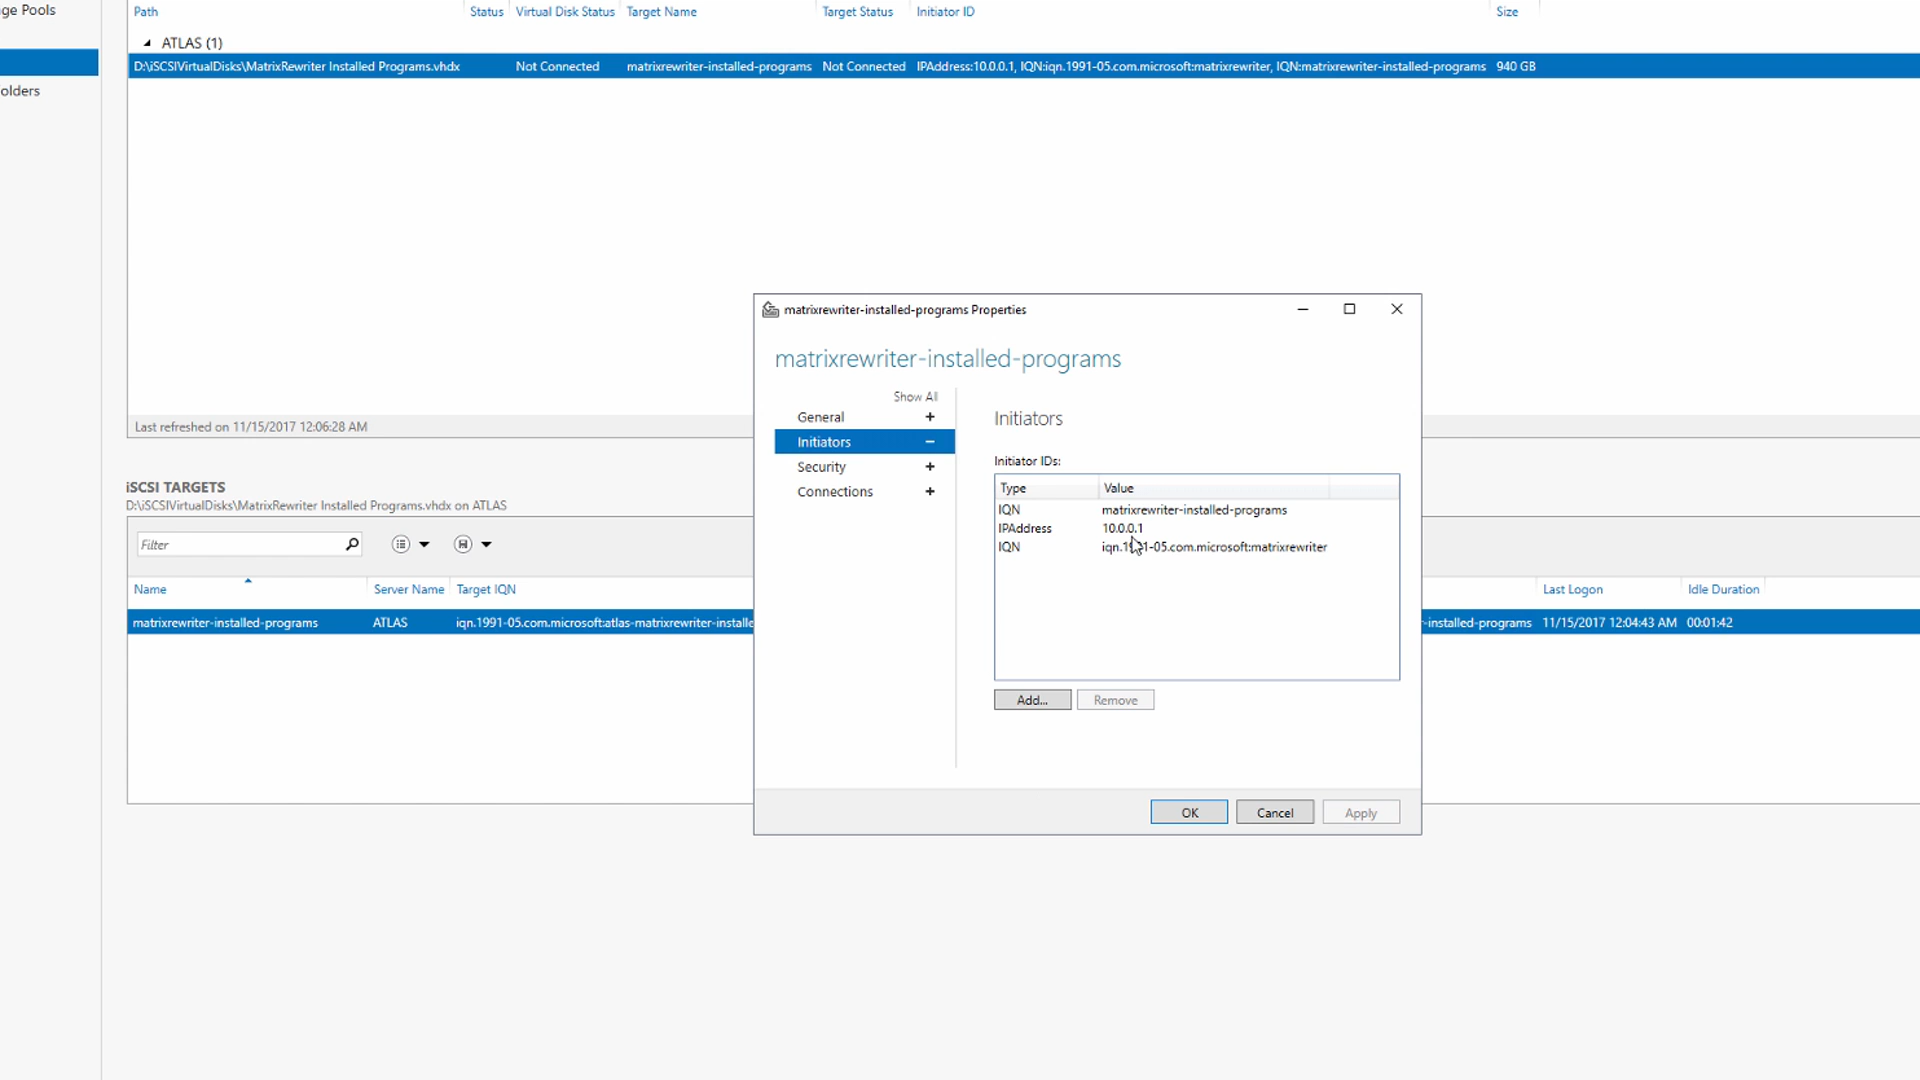 ge Pools
Path Status Virtual Disk Status Target Name Target Status Initiator ID Size
ATLAS (1)
D:\iSCSIVirtualDisks\MatrixRewriter Installed Programs.vhdx Not Connected matrixrewriter-installed-programs Not Connected IPAddress:10.0.0.1, IQN:iqn.1991-05.com.microsoft:matrixrewriter, IQN:matrixrewriter-installed-programs 940 GB
olders
Last refreshed on 11/15/2017 12:06:28 AM
iSCSI TARGETS
D:\iSCSIVirtualDisks\MatrixRewriter Installed Programs.vhdx on ATLAS
Filter
Name Server Name Target IQN Last Logon Idle Duration
matrixrewriter-installed-programs ATLAS iqn.1991-05.com.microsoft:atlas-matrixrewriter-installe -installed-programs 11/15/2017 12:04:43 AM 00:01:42
matrixrewriter-installed-programs Properties
matrixrewriter-installed-programs
Show All
General +
Initiators −
Security +
Connections +
Initiators
Initiator IDs:
Type Value
IQN matrixrewriter-installed-programs
IPAddress 10.0.0.1
IQN iqn.1991-05.com.microsoft:matrixrewriter
Add... Remove
OK Cancel Apply